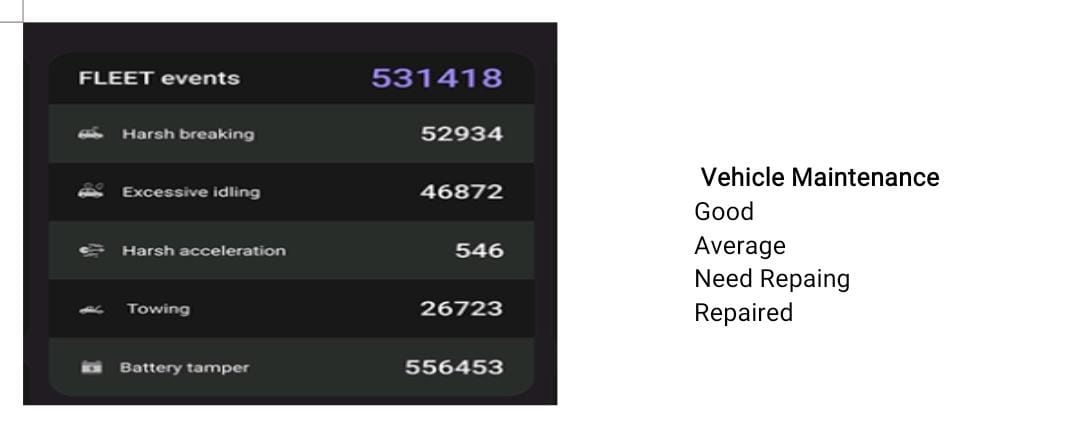 FLEET events 531418
Harsh breaking 52934
Excessive idling 46872
Harsh acceleration 546
Towing 26723
Battery tamper 556453
Vehicle Maintenance
Good
Average
Need Repaing
Repaired